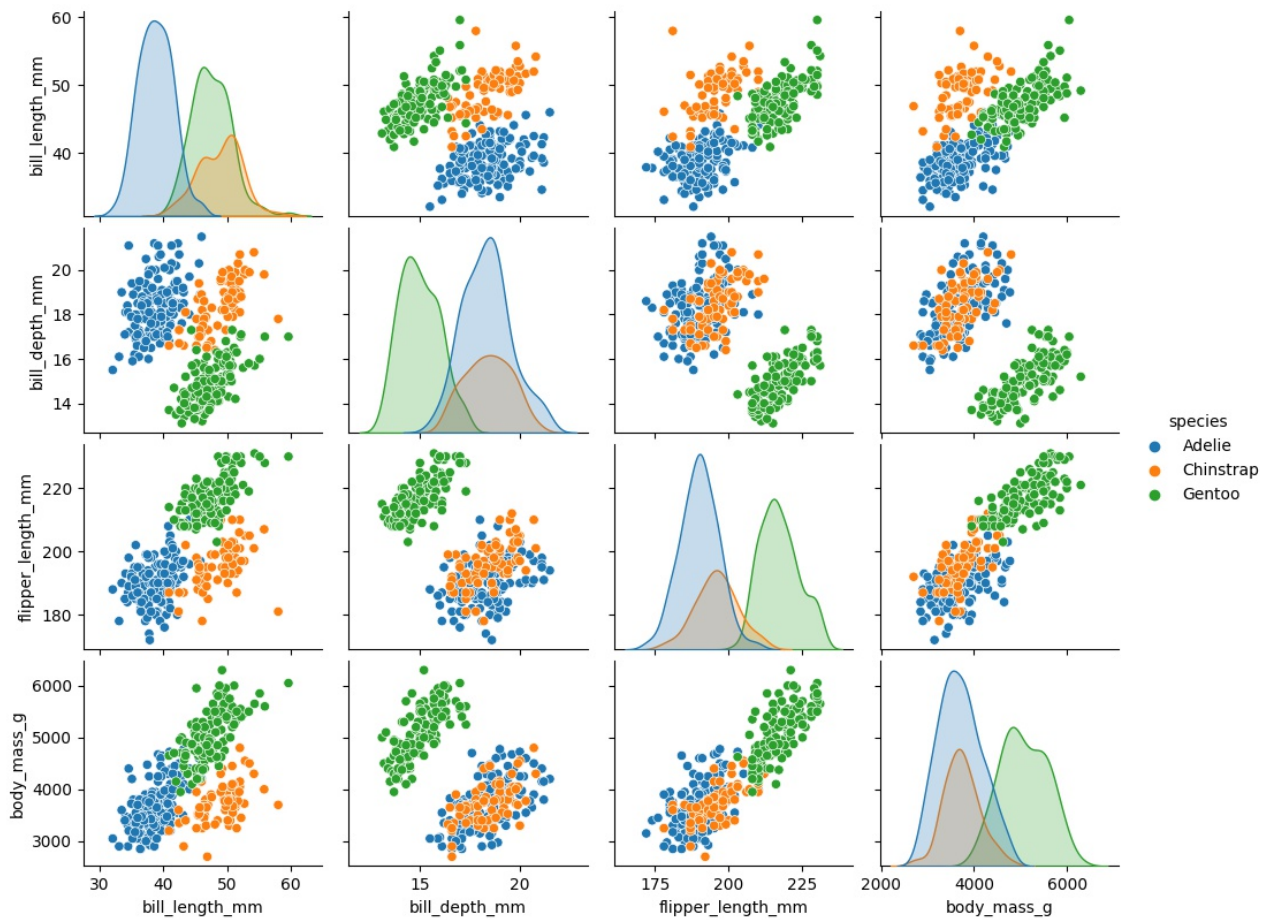 60
50
40
bill_length_mm
20
18
16
14
bill_depth_mm
species
Adelie
Chinstrap
Gentoo
220
200
180
flipper_length_mm
6000
5000
4000
3000
body_mass_g
30 40 50 60 15 20 175 200 225 2000 4000 6000
bill_length_mm bill_depth_mm flipper_length_mm body_mass_g